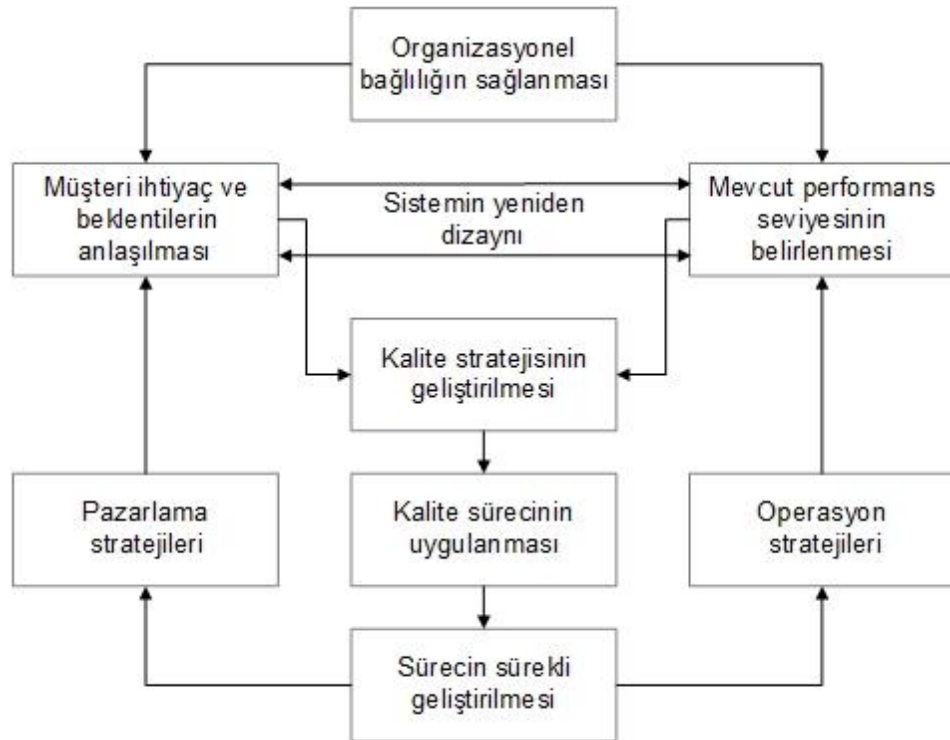 Organizasyonel
bağlılığın sağlanması
Müşteri ihtiyaç ve
beklentilerin
anlaşılması
Sistemin yeniden
dizaynı
Mevcut performans
seviyesinin
belirlenmesi
Kalite stratejisinin
geliştirilmesi
Pazarlama
stratejileri
Kalite sürecinin
uygulanması
Operasyon
stratejileri
Sürecin sürekli
geliştirilmesi